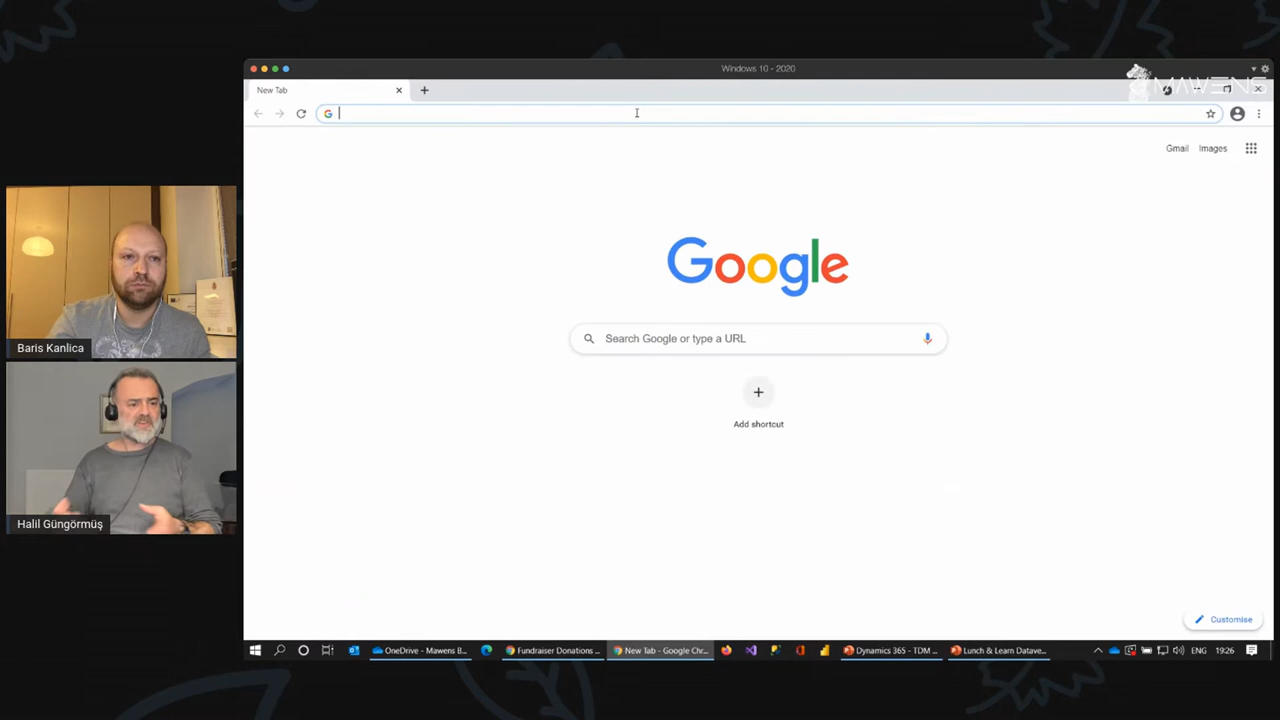 Windows 10 - 2020
MAWENS
New Tab
Gmail
Images
Google
Search Google or type a URL
Add shortcut
Baris Kanlica
Halil Güngörmüş
Customise
OneDrive - Mawens B...
Fundraiser Donations ...
New Tab - Google Chr...
Dynamics 365 - TDM ...
Lunch & Learn Datave...
ENG
19:26